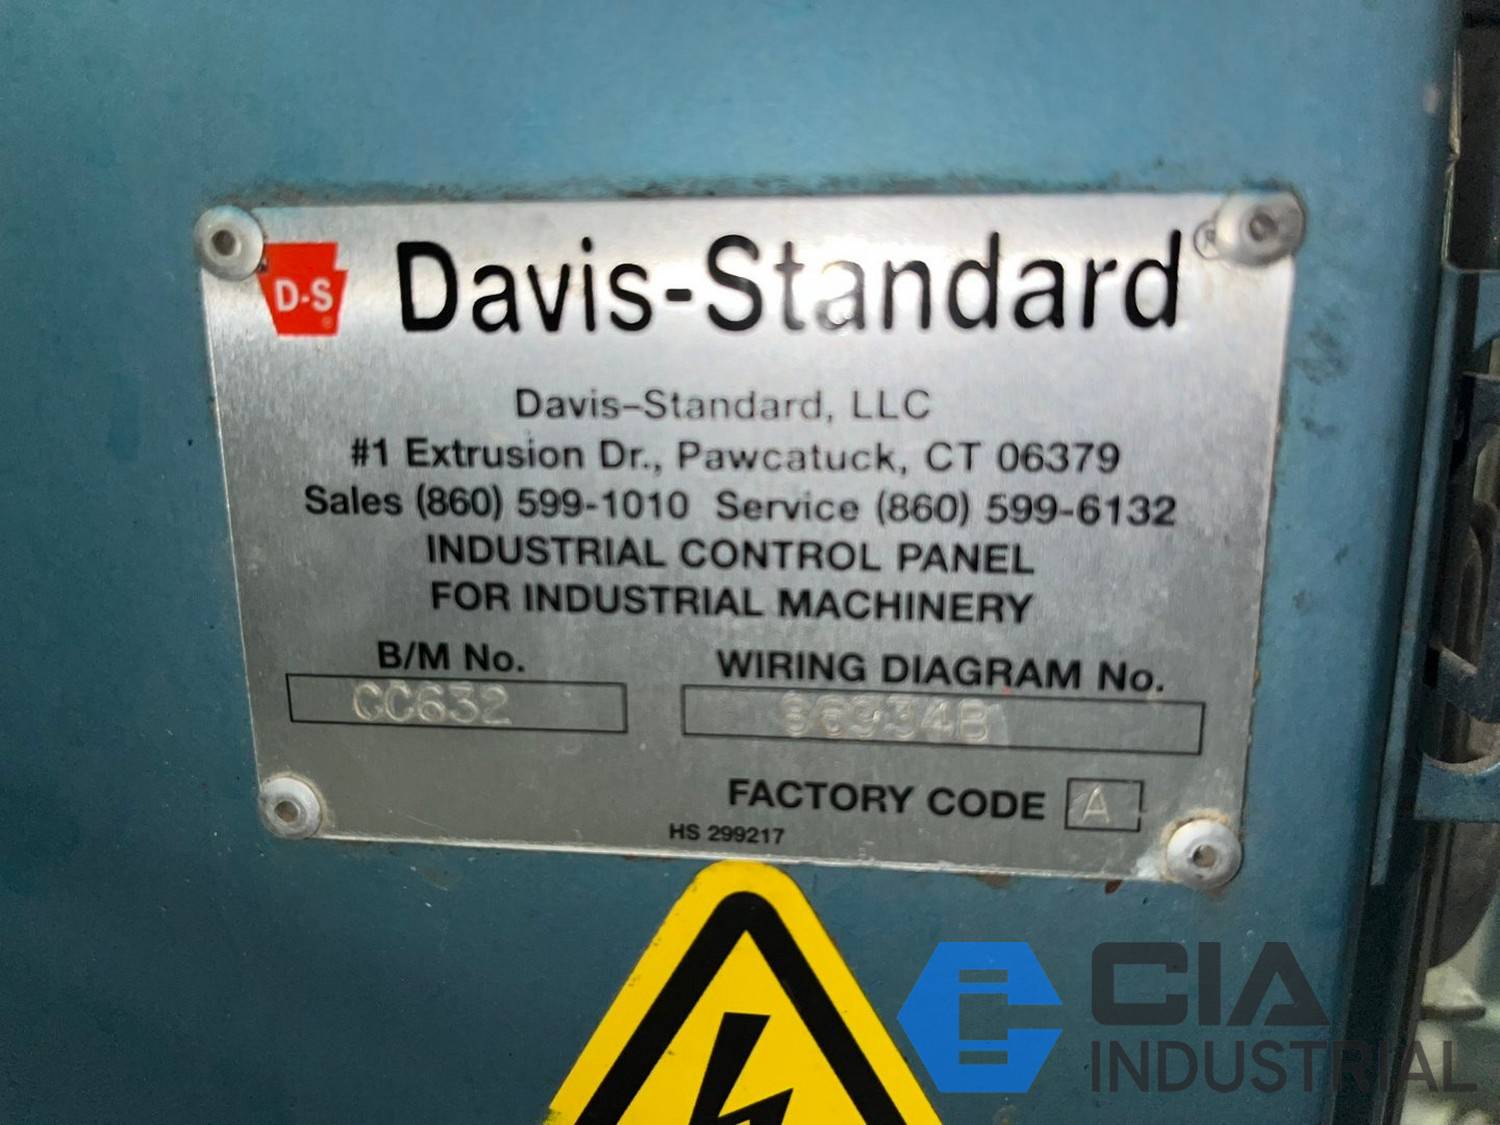 D-S
Davis-Standard®
Davis-Standard, LLC
#1 Extrusion Dr., Pawcatuck, CT 06379
Sales (860) 599-1010 Service (860) 599-6132
INDUSTRIAL CONTROL PANEL
FOR INDUSTRIAL MACHINERY
B/M No. WIRING DIAGRAM No.
CC632
FACTORY CODE A
HS 299217
CIA
INDUSTRIAL